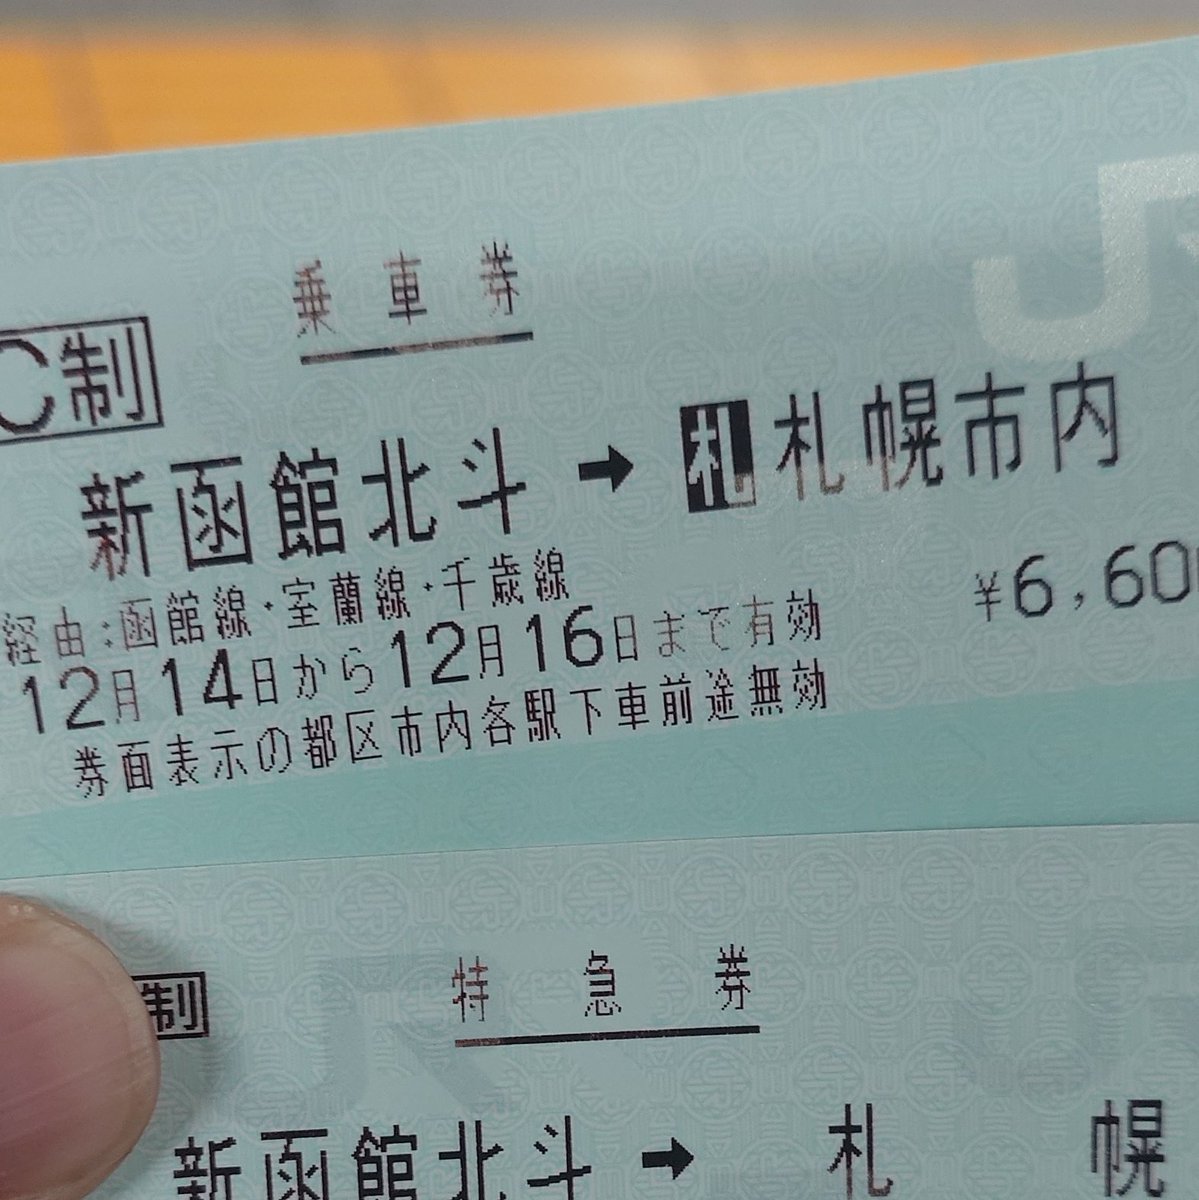 乗車券
C制
新函館北斗→札 札幌市内
経由:函館線・室蘭線・千歳線
¥6,60
12月14日から12月16日まで有効
券面表示の都区市内各駅下車前途無効
特急券
制
新函館北斗→札幌